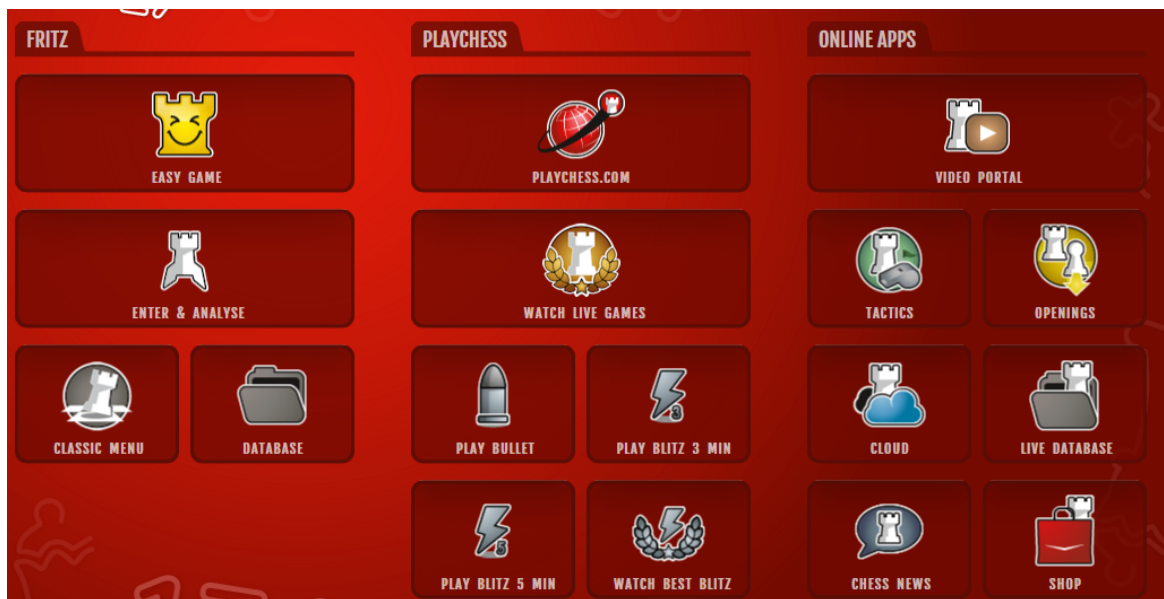 FRITZ
EASY GAME
ENTER & ANALYSE
CLASSIC MENU
DATABASE
PLAYCHESS
PLAYCHESS.COM
WATCH LIVE GAMES
PLAY BULLET
3
PLAY BLITZ 3 MIN
5
PLAY BLITZ 5 MIN
WATCH BEST BLITZ
ONLINE APPS
VIDEO PORTAL
TACTICS
OPENINGS
CLOUD
LIVE DATABASE
CHESS NEWS
SHOP